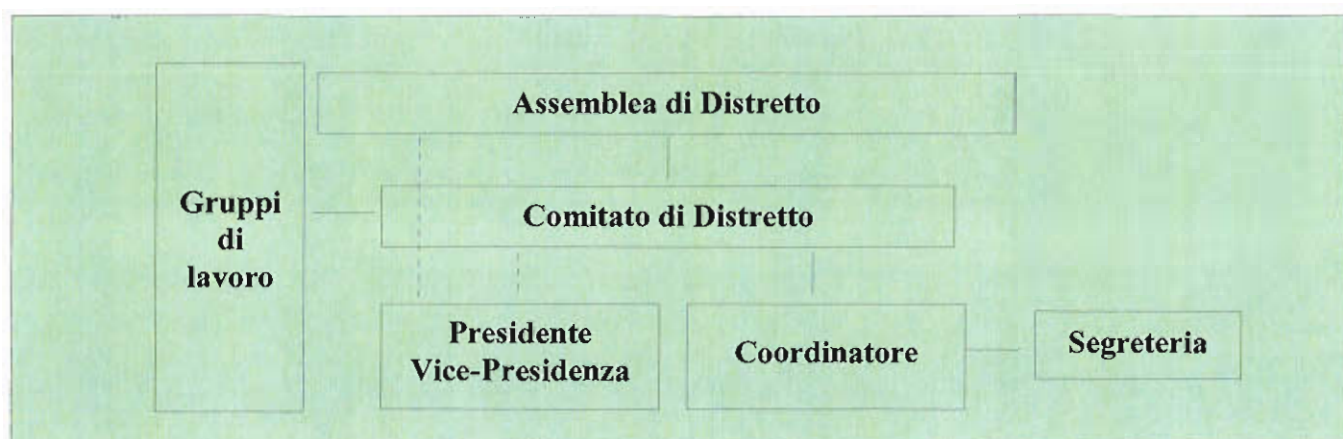 Assemblea di Distretto
Gruppi
di
lavoro
Comitato di Distretto
Presidente
Vice-Presidenza
Coordinatore
Segreteria